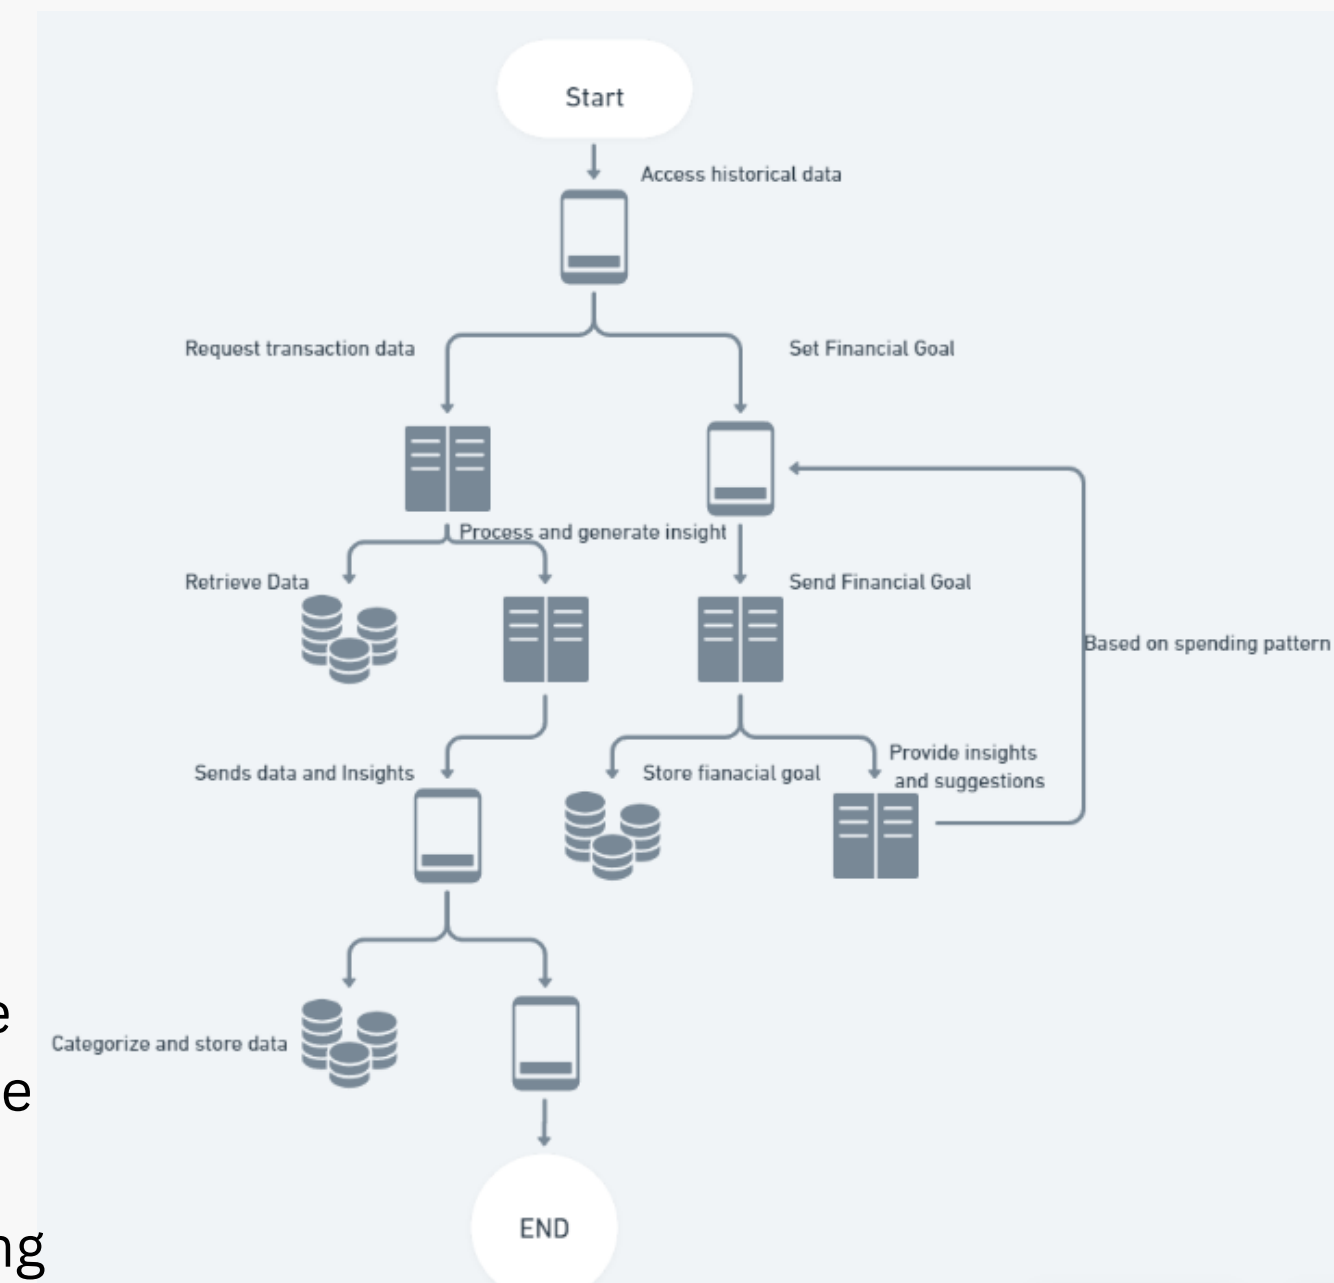 Start
Access historical data
Request transaction data
Set Financial Goal
Process and generate insight
Retrieve Data
Send Financial Goal
Based on spending pattern
Provide insights
and suggestions
Sends data and Insights
Store fianacial goal
e
Categorize and store data
e
END
ng